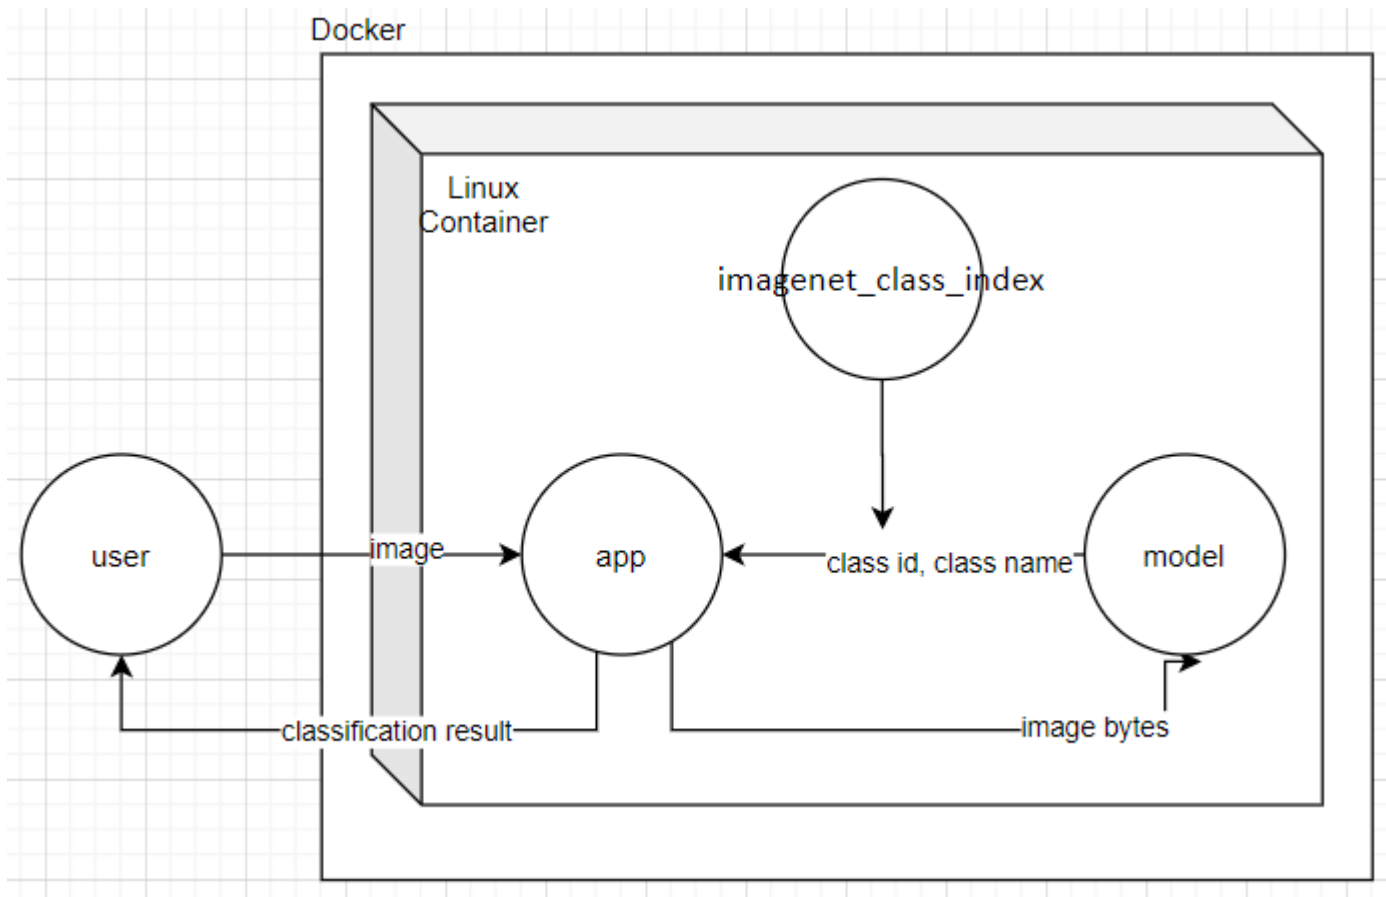 Docker
Linux
Container
imagenet_class_index
user
image
app
class id, class name
model
classification result
image bytes